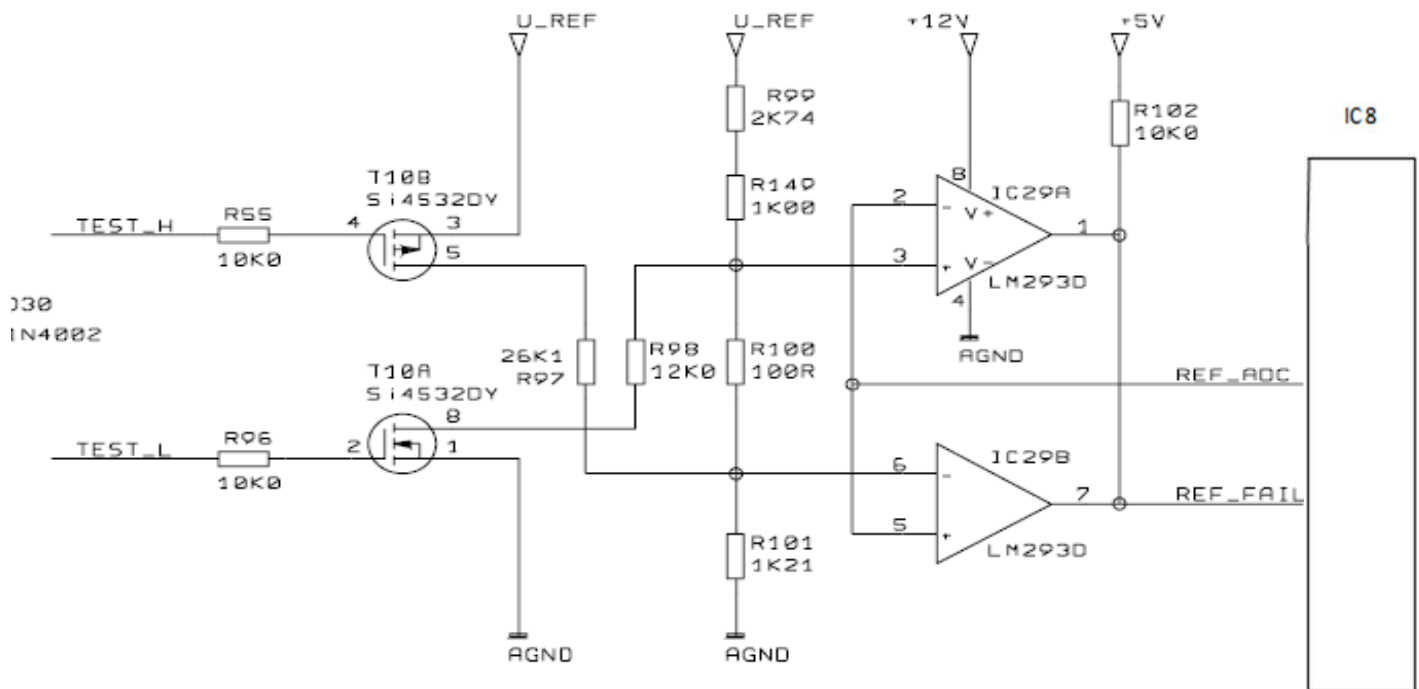 U_REF
U_REF
+12V
+5V
R99
2K74
R102
10K0
IC8
T10B
Si4532DY
R149
1K00
8
IC29A
2
-
V+
TEST_H
R55
10K0
4
3
5
1
3
+
V-
LM293D
4
AGND
D30
1N4002
26K1
R97
R98
12K0
R100
100R
REF_ADC
T10A
Si4532DY
8
TEST_L
R96
10K0
2
1
6
-
IC29B
7
REF_FAIL
5
+
LM293D
R101
1K21
AGND
AGND